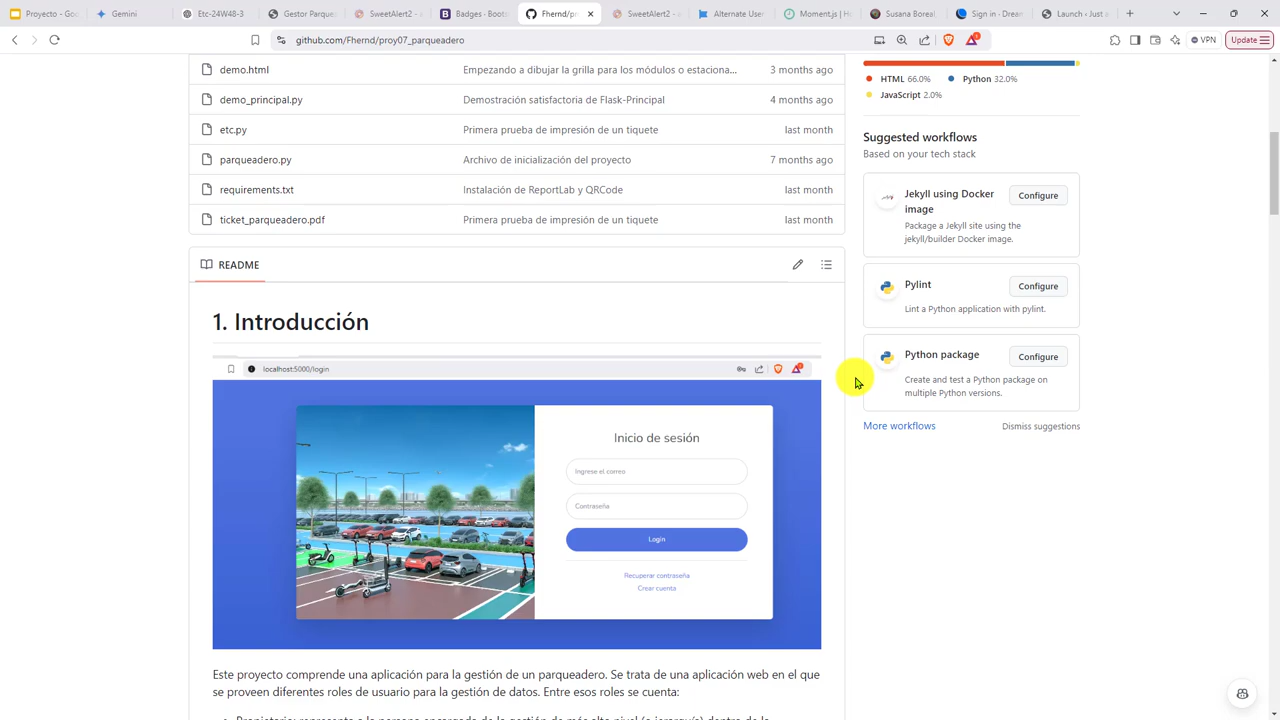 Proyecto - Go
Gemini
Etc-24W48-3
Gestor Parque
SweetAlert2 - 
Badges - Boots
Fhernd/pr
SweetAlert2 - 
Alternate User
Moment.js | H
Susana Boreal
Sign in - Drean
Launch ‹ Just a
github.com/Fhernd/proy07_parqueadero
VPN
Update
demo.html Empezando a dibujar la grilla para los módulos o estaciona... 3 months ago
demo_principal.py Demostración satisfactoria de Flask-Principal 4 months ago
etc.py Primera prueba de impresión de un tiquete last month
parqueadero.py Archivo de inicialización del proyecto 7 months ago
requirements.txt Instalación de ReportLab y QRCode last month
ticket_parqueadero.pdf Primera prueba de impresión de un tiquete last month
README
1. Introducción
localhost:5000/login
Inicio de sesión
Ingrese el correo
Contraseña
Login
Recuperar contraseña
Crear cuenta
Este proyecto comprende una aplicación para la gestión de un parqueadero. Se trata de una aplicación web en el que
se proveen diferentes roles de usuario para la gestión de datos. Entre esos roles se cuenta:
HTML 66.0% Python 32.0%
JavaScript 2.0%
Suggested workflows
Based on your tech stack
Jekyll using Docker
image
Configure
Package a Jekyll site using the
jekyll/builder Docker image.
Pylint
Configure
Lint a Python application with pylint.
Python package
Configure
Create and test a Python package on
multiple Python versions.
More workflows Dismiss suggestions